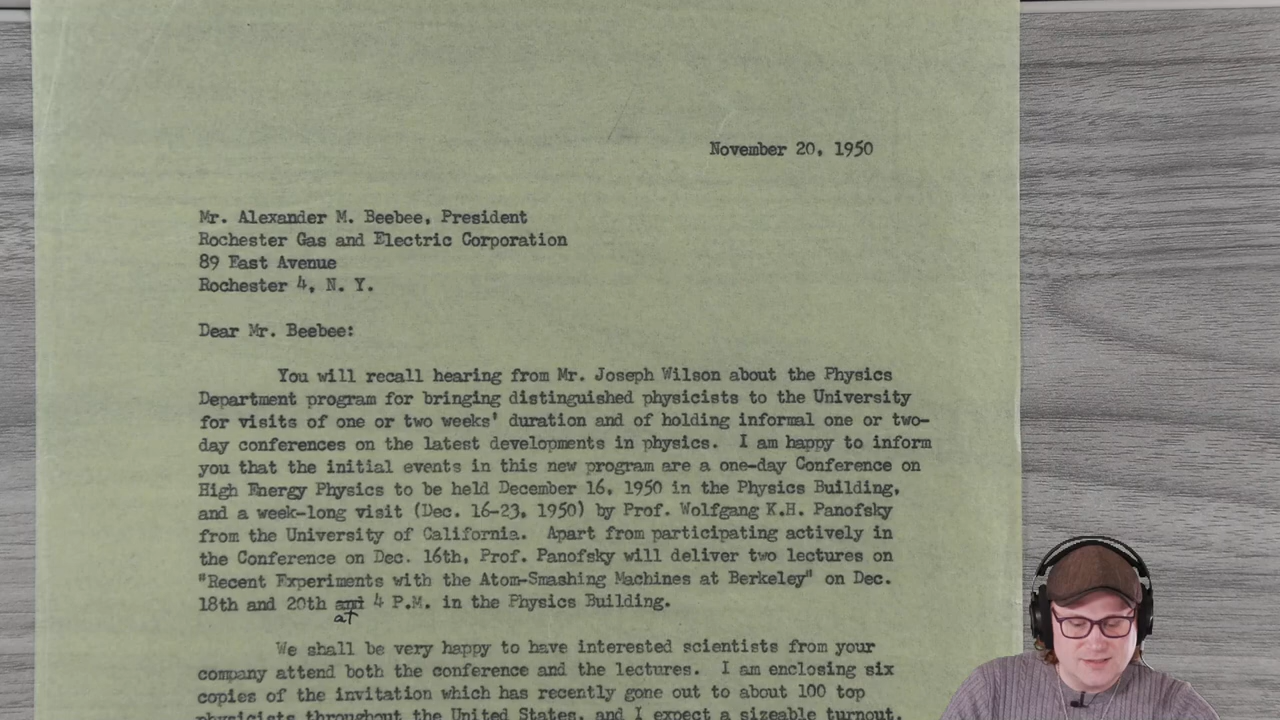 November 20, 1950
Mr. Alexander M. Beebee, President
Rochester Gas and Electric Corporation
89 East Avenue
Rochester 4, N. Y.
Dear Mr. Beebee:
You will recall hearing from Mr. Joseph Wilson about the Physics
Department program for bringing distinguished physicists to the University
for visits of one or two weeks' duration and of holding informal one or two-
day conferences on the latest developments in physics. I am happy to inform
you that the initial events in this new program are a one-day Conference on
High Energy Physics to be held December 16, 1950 in the Physics Building,
and a week-long visit (Dec. 16-23, 1950) by Prof. Wolfgang K.H. Panofsky
from the University of California. Apart from participating actively in
the Conference on Dec. 16th, Prof. Panofsky will deliver two lectures on
"Recent Experiments with the Atom-Smashing Machines at Berkeley" on Dec.
18th and 20th and 4 P.M. in the Physics Building.
at
We shall be very happy to have interested scientists from your
company attend both the conference and the lectures. I am enclosing six
copies of the invitation which has recently gone out to about 100 top
physicists throughout the United States, and I expect a sizeable turnout.